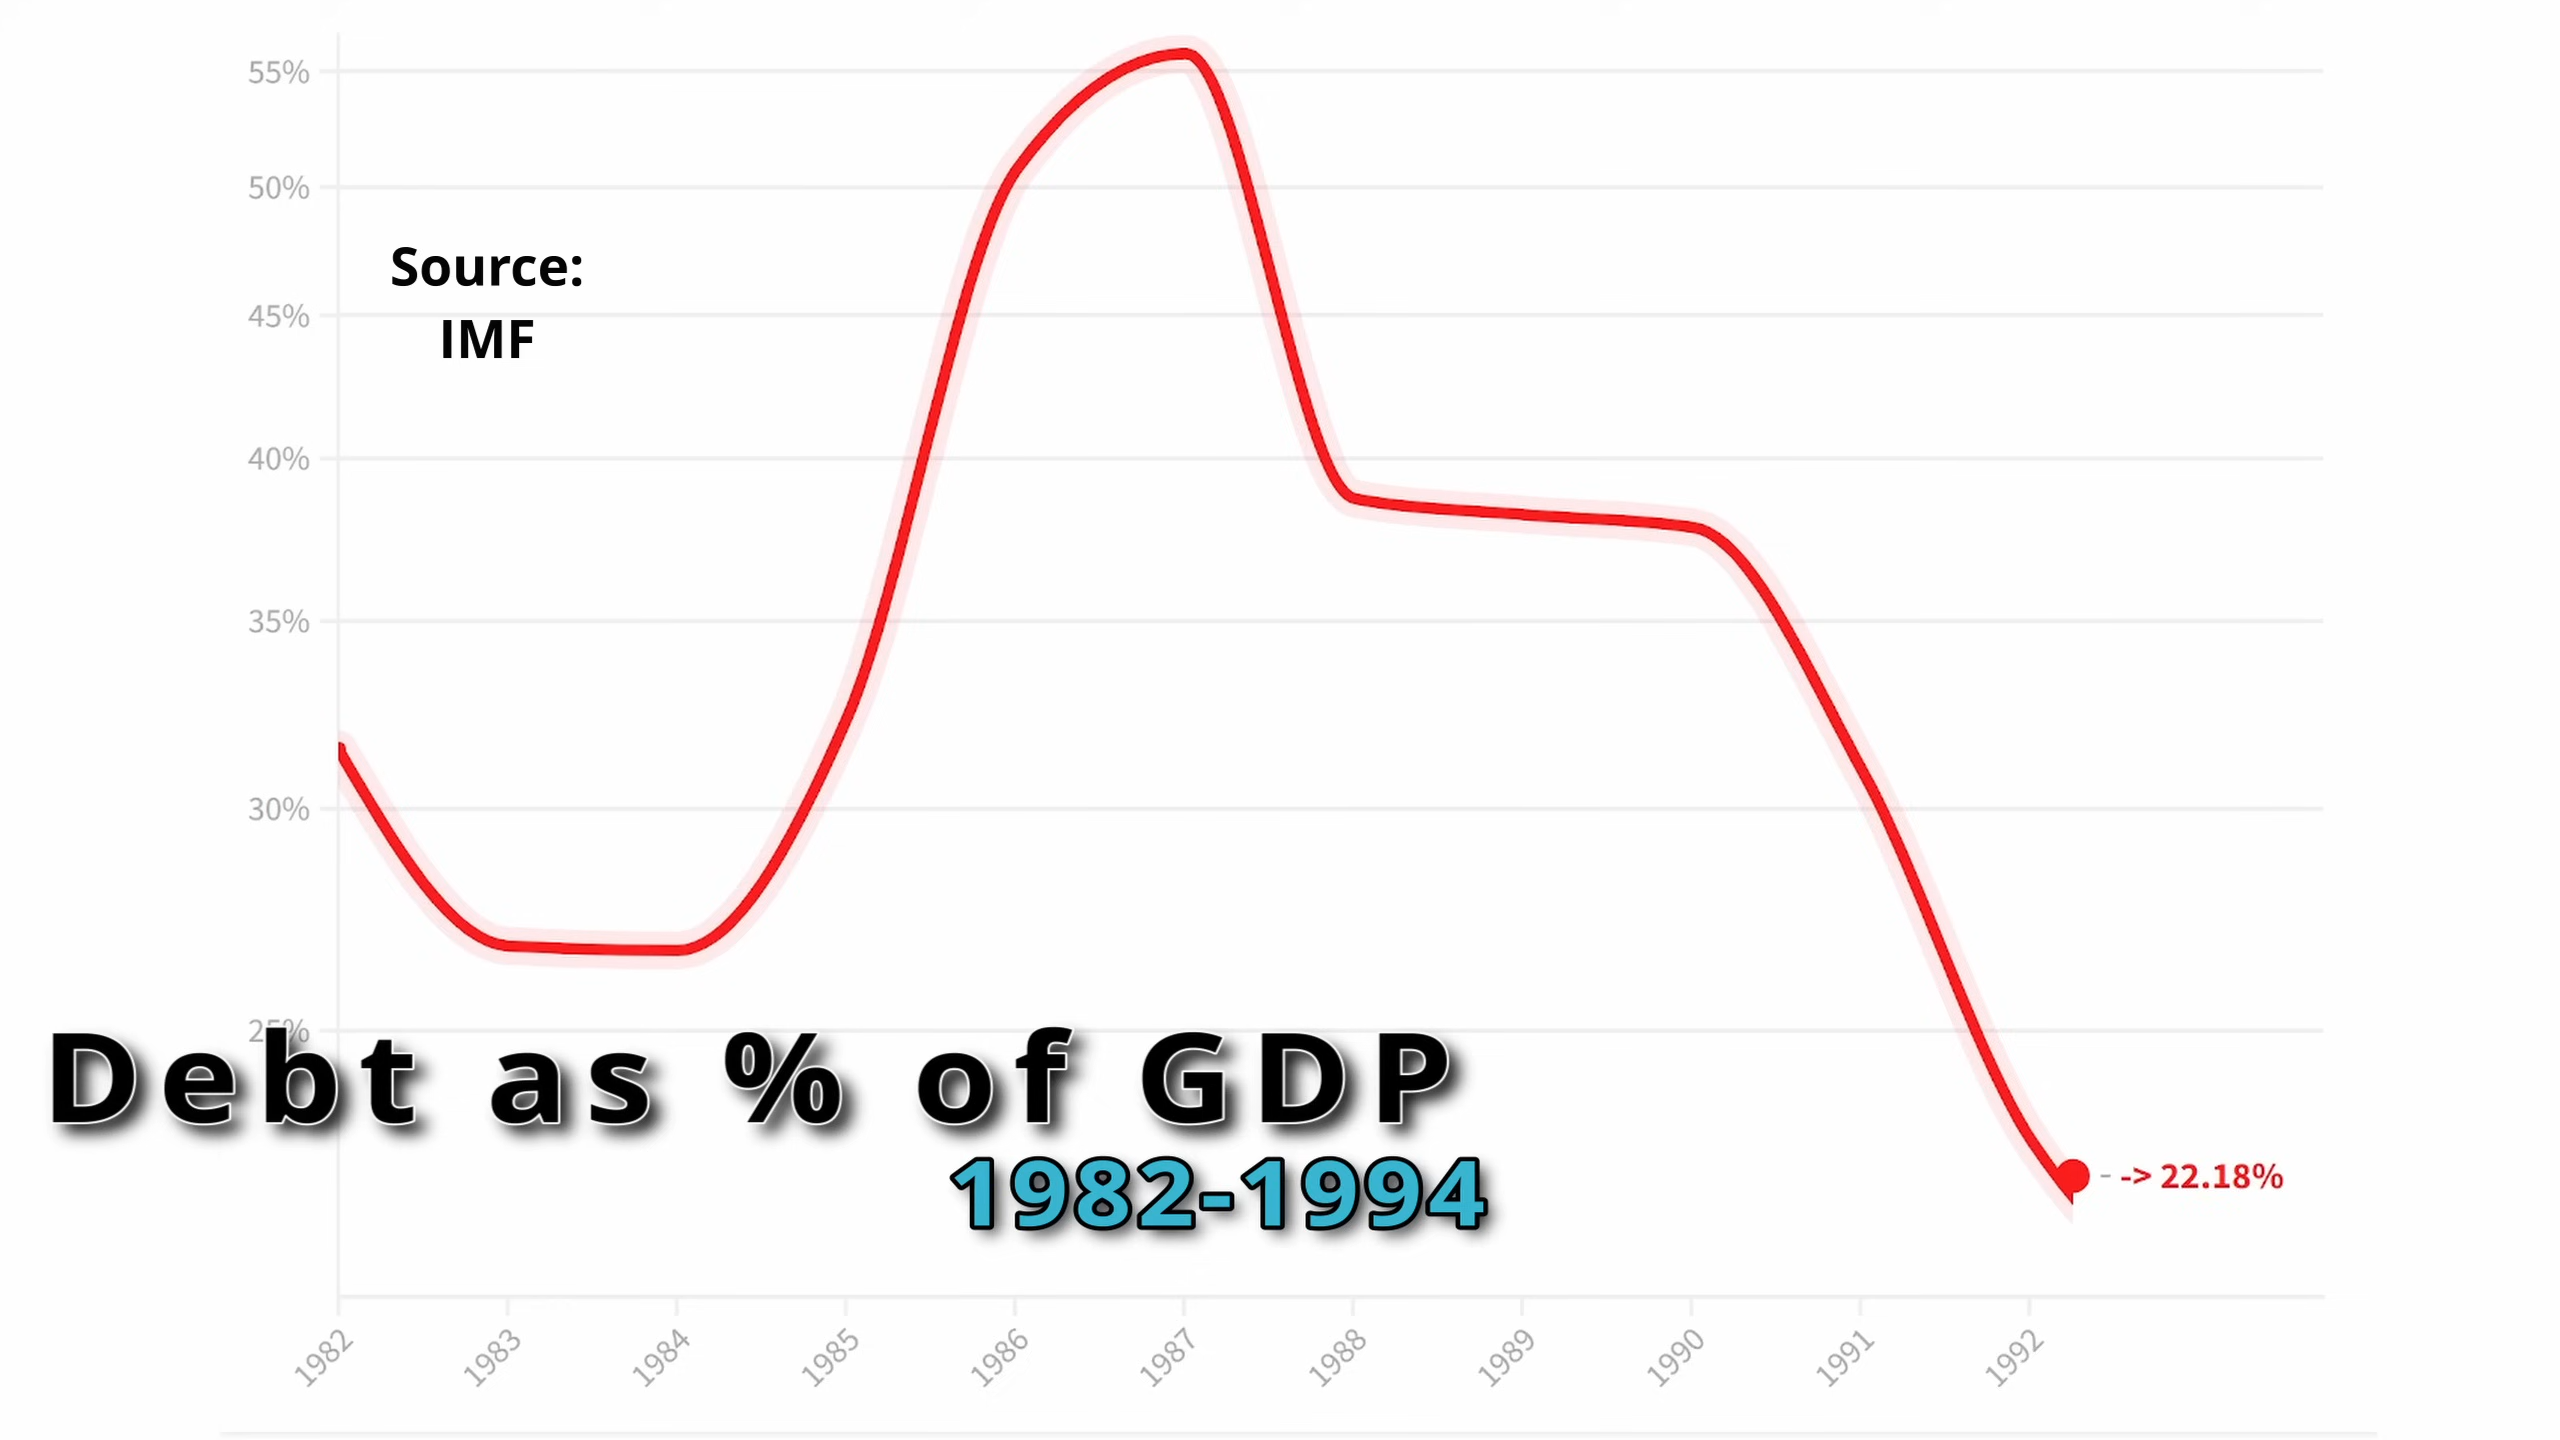 55%
50%
Source:
45%
IMF
40%
35%
30%
25%
Debt as % of GDP
1982-1994
-> 22.18%
1982 1983 1984 1985 1986 1987 1988 1989 1990 1991 1992